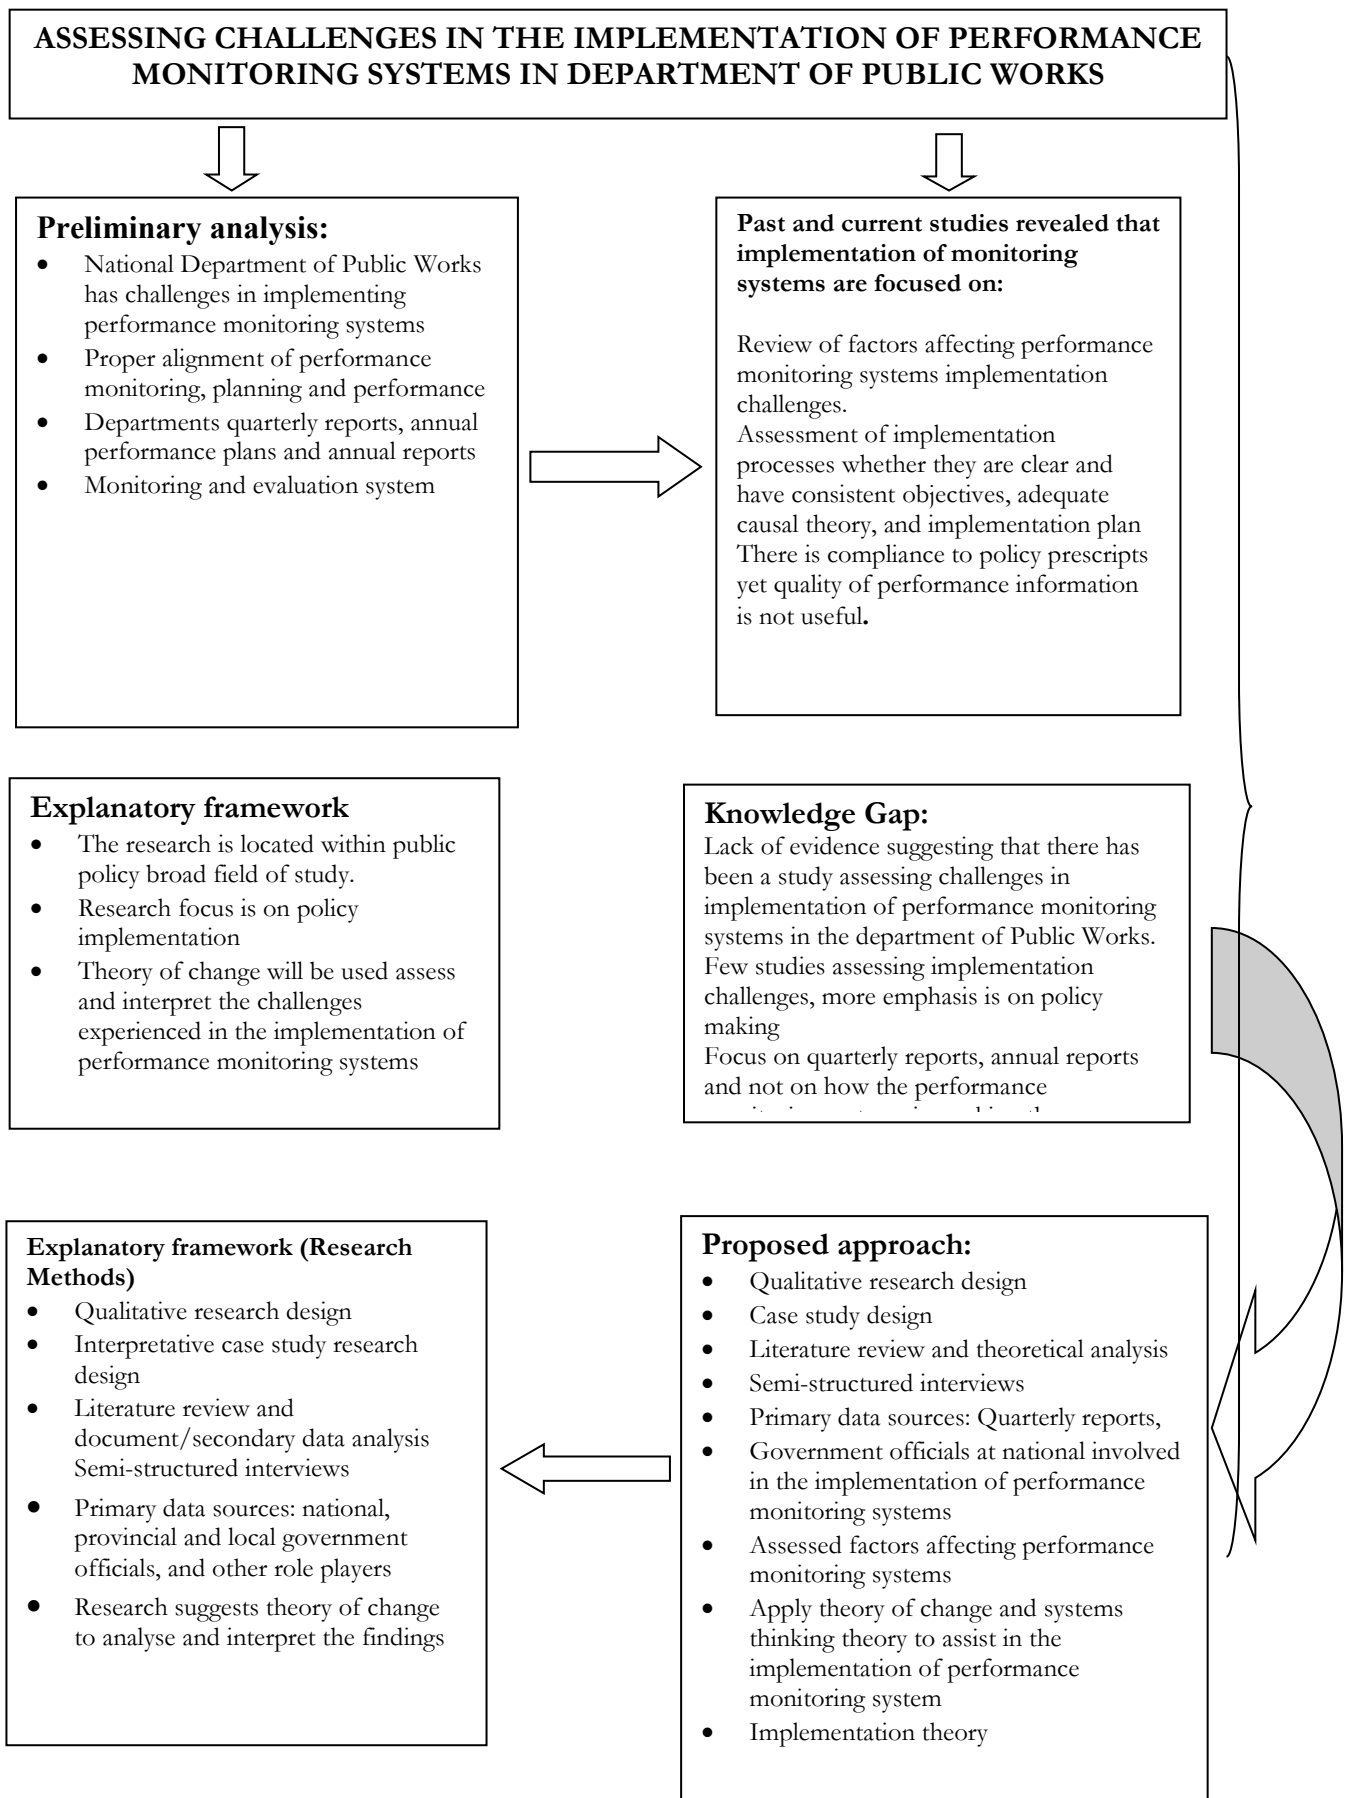 ASSESSING CHALLENGES IN THE IMPLEMENTATION OF PERFORMANCE
MONITORING SYSTEMS IN DEPARTMENT OF PUBLIC WORKS
Preliminary analysis:
• National Department of Public Works
has challenges in implementing
performance monitoring systems
• Proper alignment of performance
monitoring, planning and performance
• Departments quarterly reports, annual
performance plans and annual reports
• Monitoring and evaluation system
Past and current studies revealed that
implementation of monitoring
systems are focused on:
Review of factors affecting performance
monitoring systems implementation
challenges.
Assessment of implementation
processes whether they are clear and
have consistent objectives, adequate
causal theory, and implementation plan
There is compliance to policy prescripts
yet quality of performance information
is not useful.
Explanatory framework
• The research is located within public
policy broad field of study.
• Research focus is on policy
implementation
• Theory of change will be used assess
and interpret the challenges
experienced in the implementation of
performance monitoring systems
Knowledge Gap:
Lack of evidence suggesting that there has
been a study assessing challenges in
implementation of performance monitoring
systems in the department of Public Works.
Few studies assessing implementation
challenges, more emphasis is on policy
making
Focus on quarterly reports, annual reports
and not on how the performance
Explanatory framework (Research
Methods)
• Qualitative research design
• Interpretative case study research
design
• Literature review and
document/secondary data analysis
Semi-structured interviews
• Primary data sources: national,
provincial and local government
officials, and other role players
• Research suggests theory of change
to analyse and interpret the findings
Proposed approach:
• Qualitative research design
• Case study design
• Literature review and theoretical analysis
• Semi-structured interviews
• Primary data sources: Quarterly reports,
• Government officials at national involved
in the implementation of performance
monitoring systems
• Assessed factors affecting performance
monitoring systems
• Apply theory of change and systems
thinking theory to assist in the
implementation of performance
monitoring system
• Implementation theory